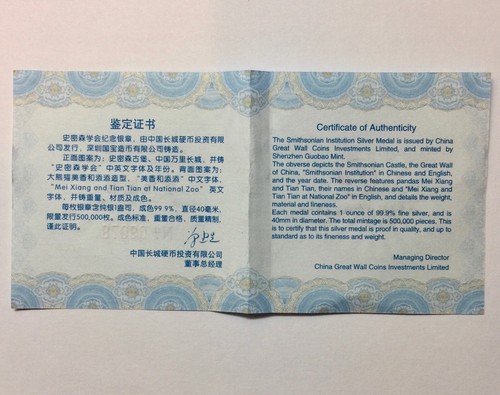 鉴定证书
史密森学会纪念银章，由中国长城硬币投资有限
公司发行，深圳国宝造币有限公司铸造。
正面图案为：史密森古堡、中国万里长城，并铸
“史密森学会”中英文字体及年份。背面图案为：
大熊猫美香和添添造型，“美香和添添”中文字体，
“Mei Xiang and Tian Tian at National Zoo” 英文
字体，并铸重量、材质及成色。
每枚银章含纯银1盎司，成色99.9%，直径40毫米，
限量发行500,000枚。成色标准，重量合格，质量精制，
谨此证明。
中国长城硬币投资有限公司
董事总经理
Certificate of Authenticity
The Smithsonian Institution Silver Medal is issued by China
Great Wall Coins Investments Limited, and minted by
Shenzhen Guobao Mint.
The obverse depicts the Smithsonian Castle, the Great Wall
of China, "Smithsonian Institution" in Chinese and English,
and the year date. The reverse features pandas Mei Xiang
and Tian Tian, their names in Chinese and "Mei Xiang and
Tian Tian at National Zoo" in English, and details the weight,
material and fineness.
Each medal contains 1 ounce of 99.9% fine silver, and is
40mm in diameter. The total mintage is 500,000 pieces. This
is to certify that this silver medal is proof in quality, and up to
standard as to its fineness and weight.
Managing Director
China Great Wall Coins Investments Limited